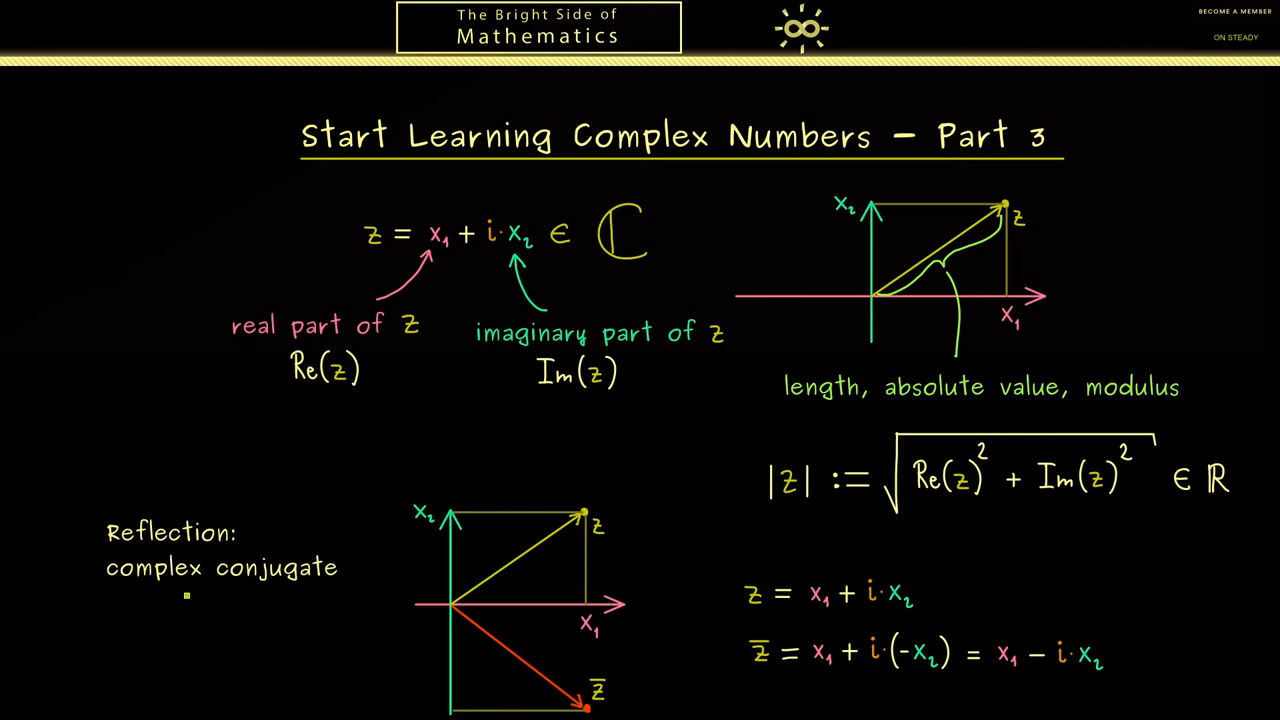 The Bright Side of
Mathematics
BECOME A MEMBER
ON STEADY
Start Learning Complex Numbers – Part 3
z = x₁ + i·x₂ ∈ ℂ
real part of z
Re(z)
imaginary part of z
Im(z)
x₂
z
x₁
length, absolute value, modulus
|z| := √(Re(z)² + Im(z)²) ∈ ℝ
Reflection:
complex conjugate
x₂
z
x₁
z̅
z = x₁ + i·x₂
z̅ = x₁ + i·(-x₂) = x₁ – i·x₂